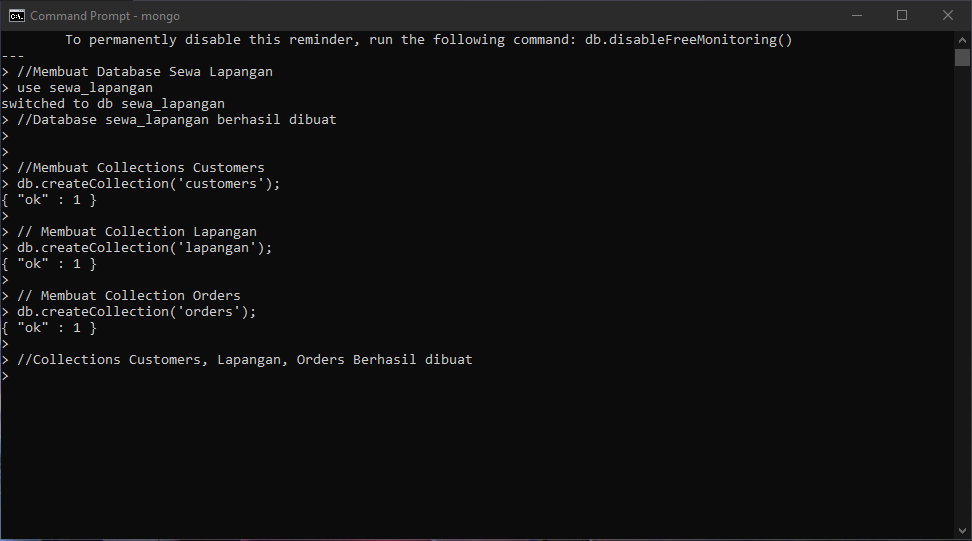 Command Prompt - mongo
To permanently disable this reminder, run the following command: db.disableFreeMonitoring()
---
> //Membuat Database Sewa Lapangan
> use sewa_lapangan
switched to db sewa_lapangan
> //Database sewa_lapangan berhasil dibuat
>
>
> //Membuat Collections Customers
> db.createCollection('customers');
{ "ok" : 1 }
>
> // Membuat Collection Lapangan
> db.createCollection('lapangan');
{ "ok" : 1 }
>
> // Membuat Collection Orders
> db.createCollection('orders');
{ "ok" : 1 }
>
> //Collections Customers, Lapangan, Orders Berhasil dibuat
>